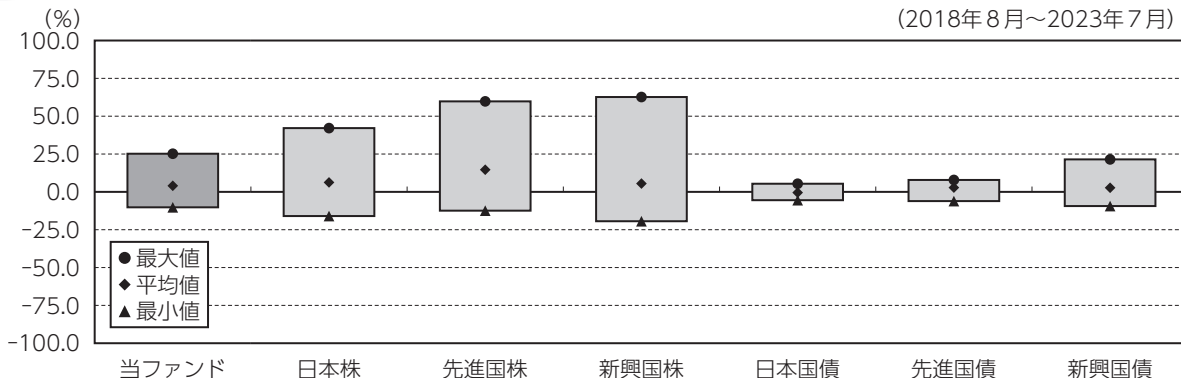 (%)
(2018年8月～2023年7月)
100.0
75.0
50.0
25.0
0.0
-25.0
-50.0
-75.0
-100.0
●最大値
◆平均値
▲最小値
当ファンド 日本株 先進国株 新興国株 日本国債 先進国債 新興国債